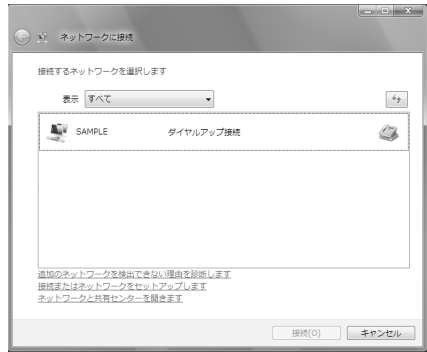 ネットワークに接続
接続するネットワークを選択します
表示 すべて
SAMPLE ダイヤルアップ接続
追加のネットワークを検出できない理由を診断します
接続またはネットワークをセットアップします
ネットワークと共有センターを開きます
接続(O) キャンセル